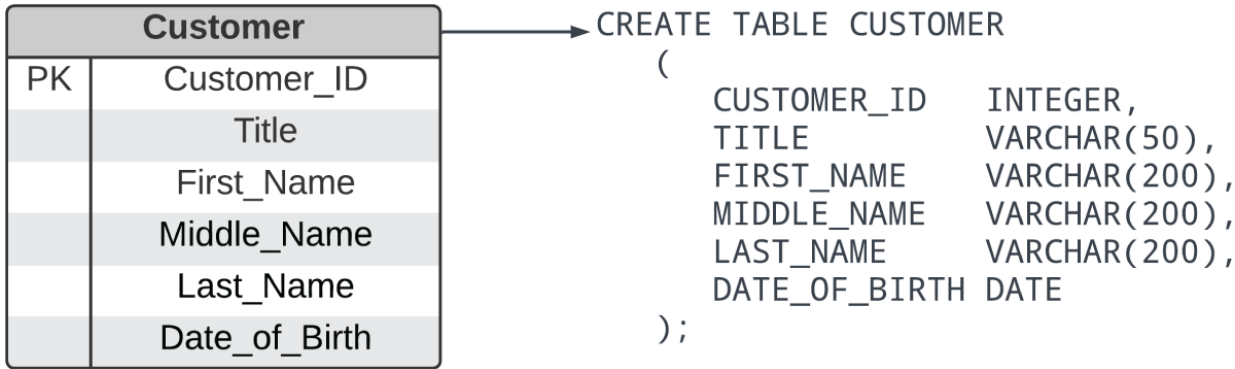 Customer
PK Customer_ID
Title
First_Name
Middle_Name
Last_Name
Date_of_Birth
CREATE TABLE CUSTOMER
(
CUSTOMER_ID INTEGER,
TITLE VARCHAR(50),
FIRST_NAME VARCHAR(200),
MIDDLE_NAME VARCHAR(200),
LAST_NAME VARCHAR(200),
DATE_OF_BIRTH DATE
);